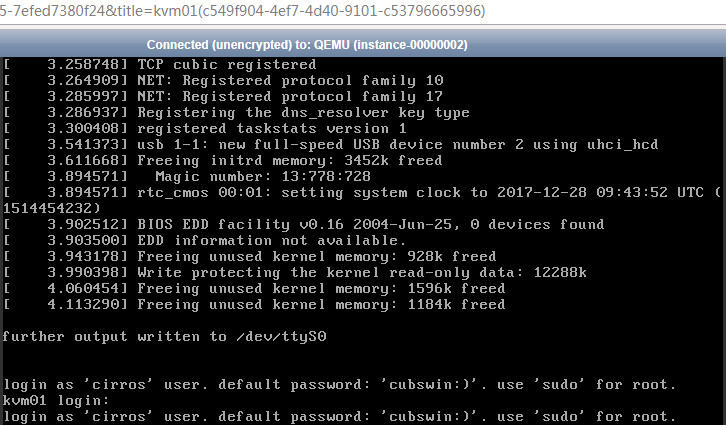 5-7efed7380f24&title=kvm01(c549f904-4ef7-4d40-9101-c53796665996)
Connected (unencrypted) to: QEMU (instance-00000002)
[    3.258748] TCP cubic registered
[    3.264909] NET: Registered protocol family 10
[    3.285997] NET: Registered protocol family 17
[    3.286937] Registering the dns_resolver key type
[    3.300408] registered taskstats version 1
[    3.541373] usb 1-1: new full-speed USB device number 2 using uhci_hcd
[    3.611668] Freeing initrd memory: 3452k freed
[    3.894571]   Magic number: 13:778:728
[    3.894571] rtc_cmos 00:01: setting system clock to 2017-12-28 09:43:52 UTC (
1514454232)
[    3.902512] BIOS EDD facility v0.16 2004-Jun-25, 0 devices found
[    3.903500] EDD information not available.
[    3.943178] Freeing unused kernel memory: 928k freed
[    3.990398] Write protecting the kernel read-only data: 12288k
[    4.060454] Freeing unused kernel memory: 1596k freed
[    4.113290] Freeing unused kernel memory: 1184k freed
further output written to /dev/ttyS0
login as 'cirros' user. default password: 'cubswin:)'. use 'sudo' for root.
kvm01 login:
login as 'cirros' user. default password: 'cubswin:)'. use 'sudo' for root.